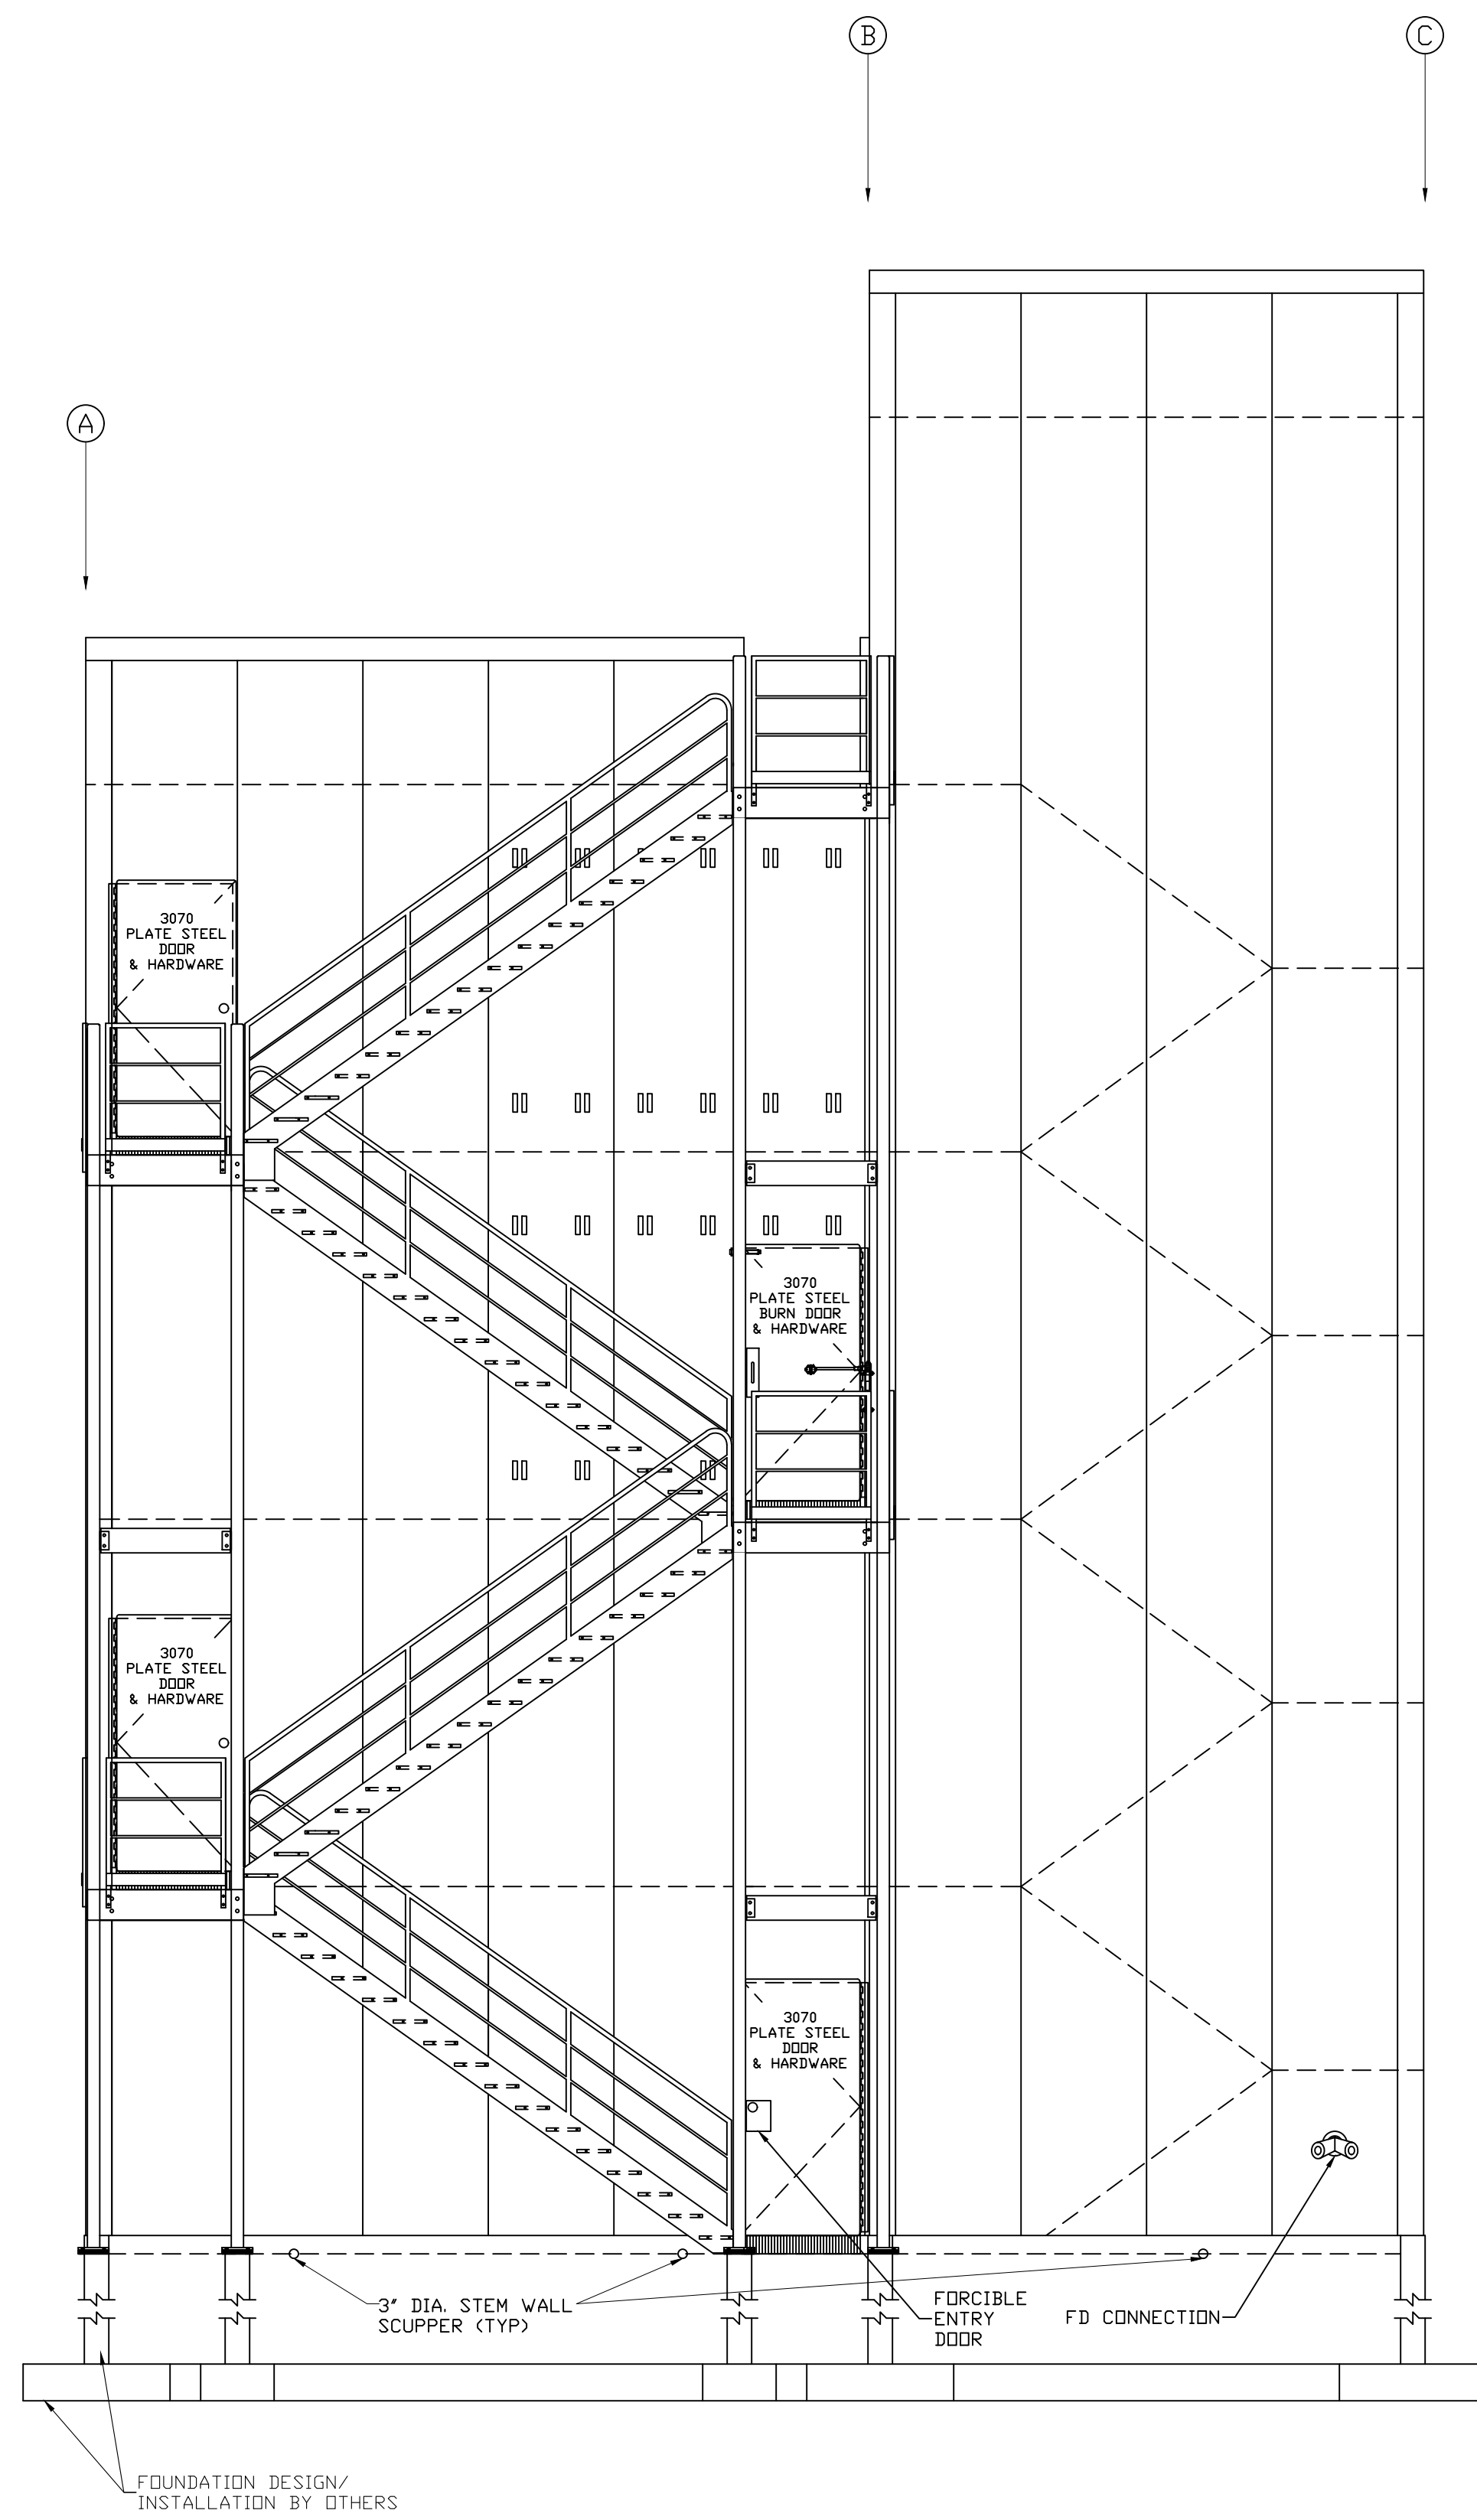 B
C
A
3070
PLATE STEEL
DOOR
& HARDWARE
3070
PLATE STEEL
BURN DOOR
& HARDWARE
3070
PLATE STEEL
DOOR
& HARDWARE
3070
PLATE STEEL
DOOR
& HARDWARE
3" DIA. STEM WALL
SCUPPER (TYP)
FORCIBLE
ENTRY
DOOR
FD CONNECTION
FOUNDATION DESIGN/
INSTALLATION BY OTHERS